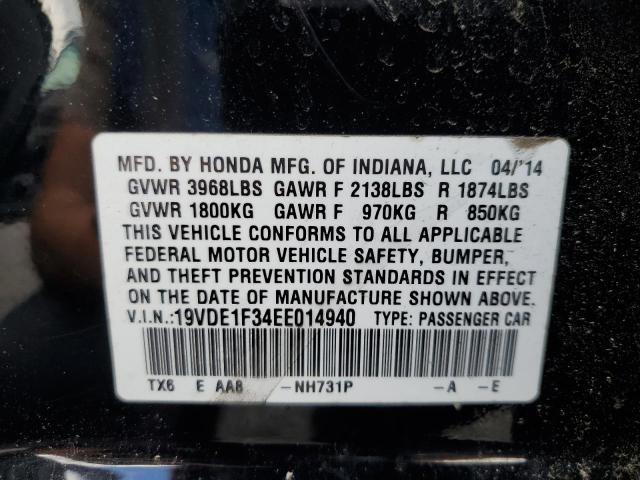 MFD. BY HONDA MFG. OF INDIANA, LLC 04/'14
GVWR 3968LBS GAWR F 2138LBS R 1874LBS
GVWR 1800KG GAWR F 970KG R 850KG
THIS VEHICLE CONFORMS TO ALL APPLICABLE
FEDERAL MOTOR VEHICLE SAFETY, BUMPER,
AND THEFT PREVENTION STANDARDS IN EFFECT
ON THE DATE OF MANUFACTURE SHOWN ABOVE.
V.I.N.:19VDE1F34EE014940 TYPE: PASSENGER CAR
TX6 E AA8 -NH731P -A -E